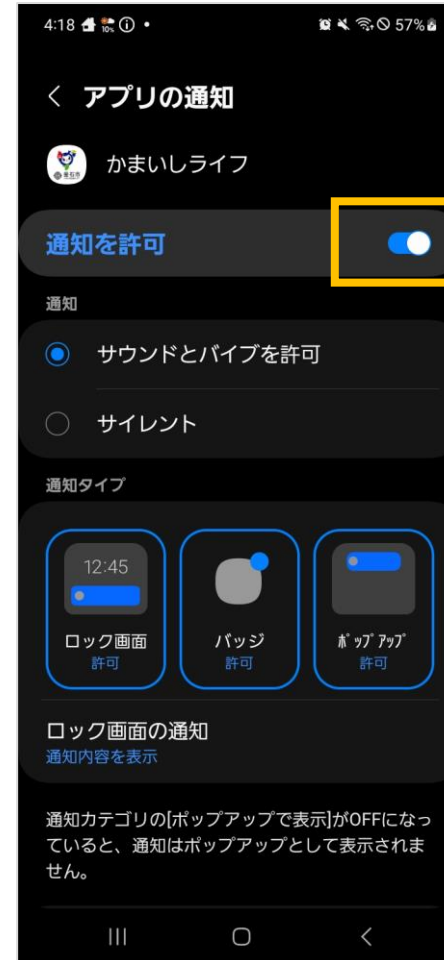 4:18 10% 57%
アプリの通知
釜石市
かまいしライフ
通知を許可
通知
サウンドとバイブを許可
サイレント
通知タイプ
12:45
ロック画面 バッジ ﾎﾟｯﾌﾟｱｯﾌﾟ
許可 許可 許可
ロック画面の通知
通知内容を表示
通知カテゴリの[ポップアップで表示]がOFFになっ
ていると、通知はポップアップとして表示されま
せん。